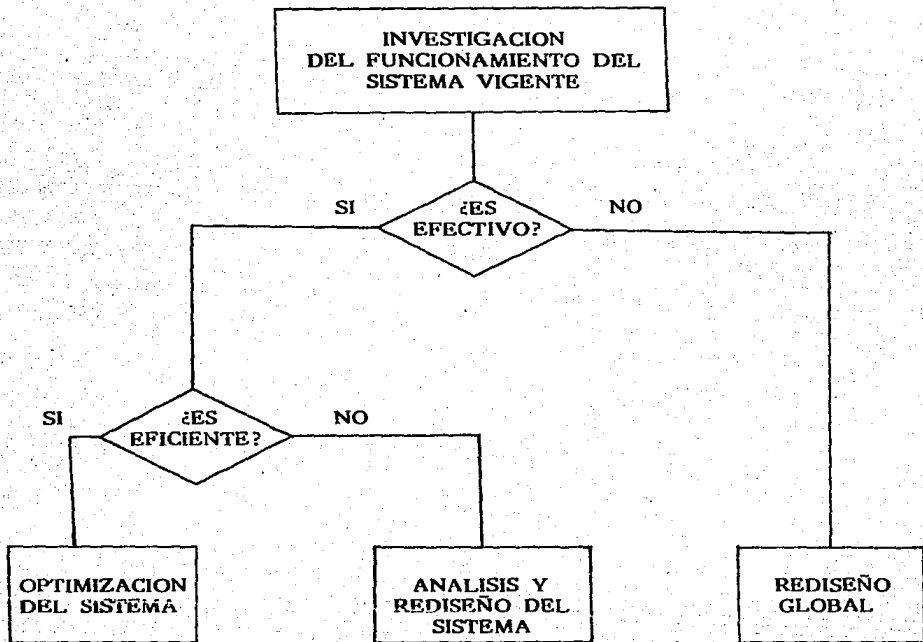 INVESTIGACION
DEL FUNCIONAMIENTO DEL
SISTEMA VIGENTE
SI
¿ES
EFECTIVO?
NO
SI
¿ES
EFICIENTE?
NO
OPTIMIZACION
DEL SISTEMA
ANALISIS Y
REDISEÑO DEL
SISTEMA
REDISEÑO
GLOBAL